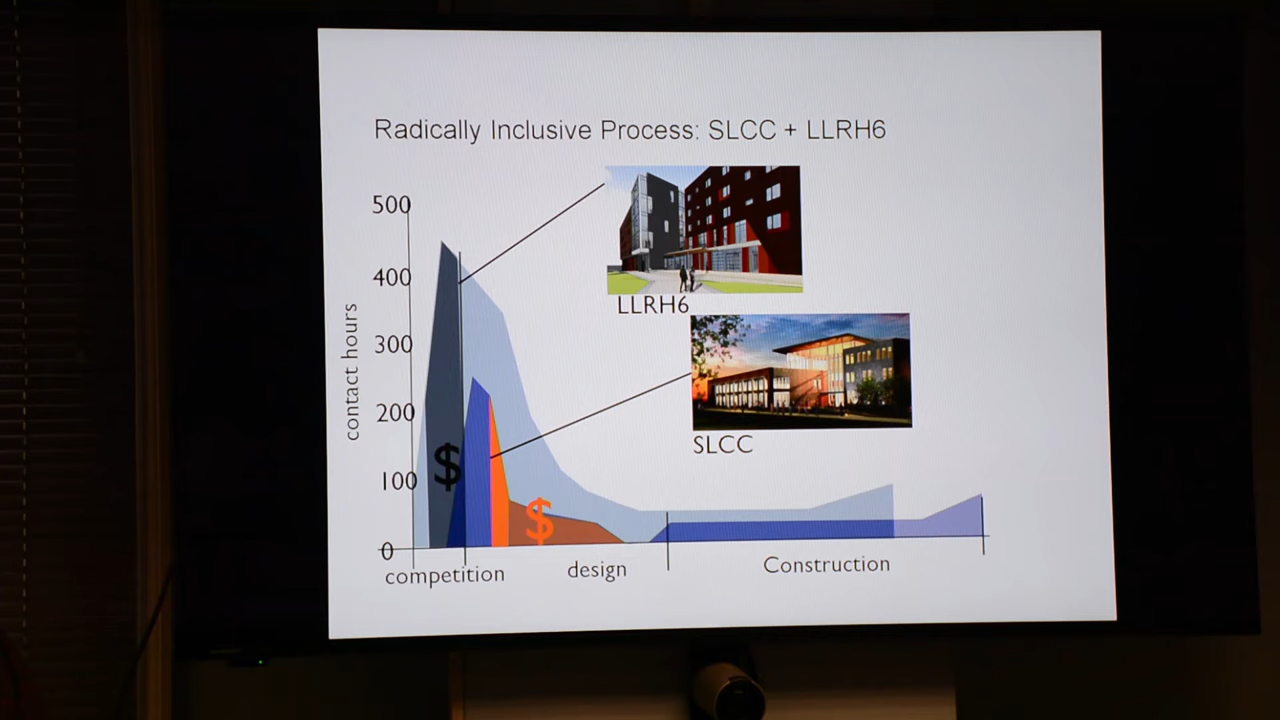 Radically Inclusive Process: SLCC + LLRH6
500
400
300
200
100
0
contact hours
LLRH6
SLCC
$
$
competition
design
Construction